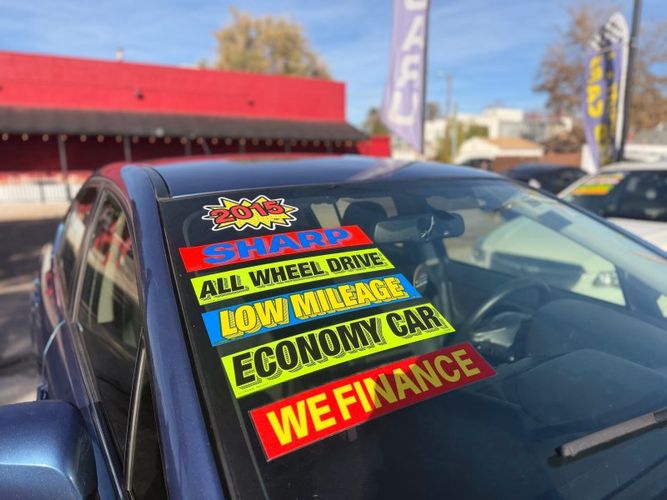 2015
SHARP
ALL WHEEL DRIVE
LOW MILEAGE
ECONOMY CAR
WE FINANCE